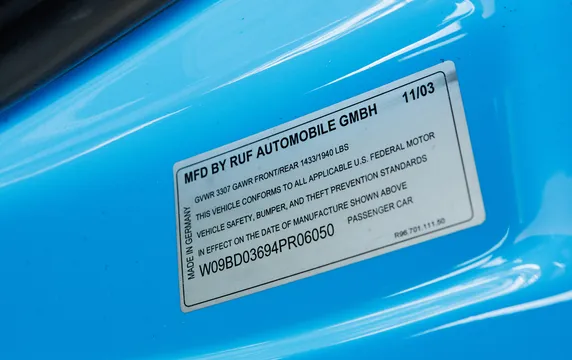 MFD BY RUF AUTOMOBILE GMBH 11/03
GVWR 3307 GAWR FRONT/REAR 1433/1940 LBS
THIS VEHICLE CONFORMS TO ALL APPLICABLE U.S. FEDERAL MOTOR
VEHICLE SAFETY, BUMPER, AND THEFT PREVENTION STANDARDS
IN EFFECT ON THE DATE OF MANUFACTURE SHOWN ABOVE
W09BD03694PR06050 PASSENGER CAR
R96.701.111.50
MADE IN GERMANY